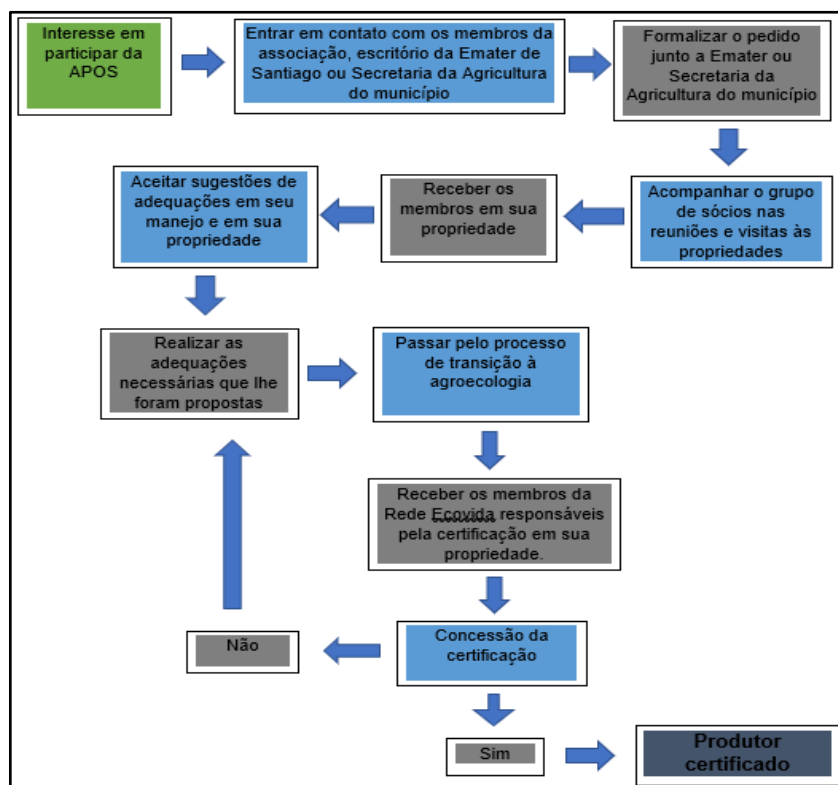 Interesse em
participar da
APOS
Entrar em contato com os membros da
associação, escritório da Emater de
Santiago ou Secretaria da Agricultura
do município
Formalizar o pedido
junto a Emater ou
Secretaria da
Agricultura do município
Acompanhar o grupo
de sócios nas
reuniões e visitas às
propriedades
Receber os
membros em sua
propriedade
Aceitar sugestões de
adequações em seu
manejo e em sua
propriedade
Realizar as
adequações
necessárias que lhe
foram propostas
Passar pelo processo
de transição à
agroecologia
Receber os membros da
Rede Ecovida responsáveis
pela certificação em sua
propriedade.
Concessão da
certificação
Não
Sim
Produtor
certificado